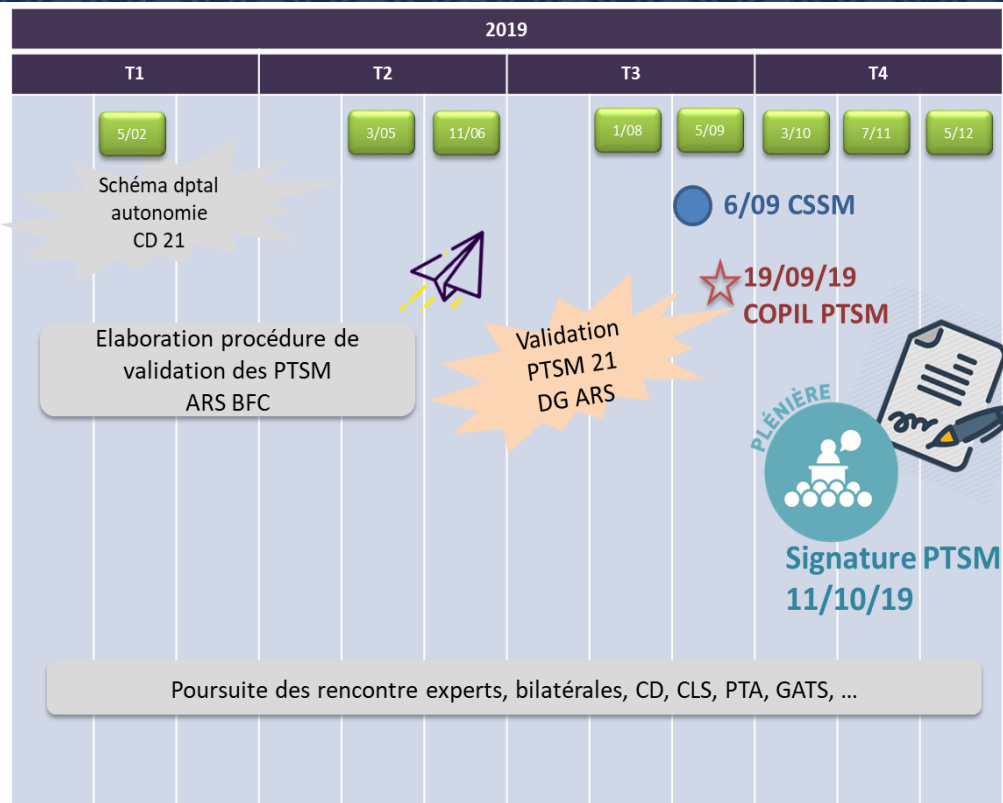 2019
T1 T2 T3 T4
5/02 3/05 11/06 1/08 5/09 3/10 7/11 5/12
Schéma dptal
autonomie
CD 21
6/09 CSSM
19/09/19
COPIL PTSM
Elaboration procédure de
validation des PTSM
ARS BFC
Validation
PTSM 21
DG ARS
PLÉNIÈRE
Signature PTSM
11/10/19
Poursuite des rencontre experts, bilatérales, CD, CLS, PTA, GATS, ...